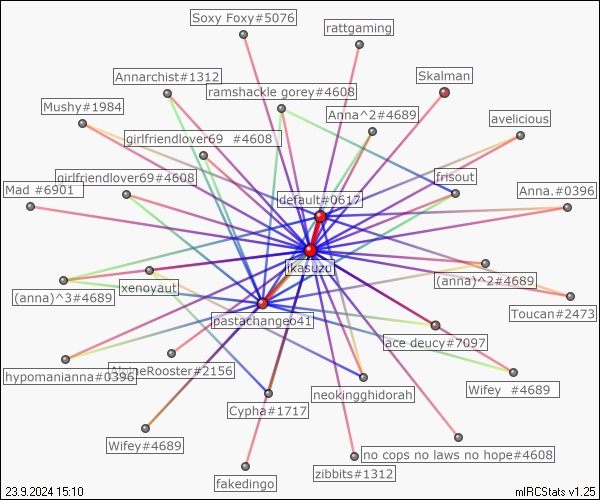 Soxy Foxy#5076
rattgaming
Annarchist#1312
Skalman
ramshackle gorey#4608
Mushy#1984
Anna^2#4689
avelicious
girlfriendlover69 #4608
girlfriendlover69#4608
frisout
Mad #6901
default#0617
Anna.#0396
ikasuzu
(anna)^2#4689
xenoyaut
(anna)^3#4689
Toucan#2473
pastachangeo41
ace deucy#7097
AlpineRooster#2156
hypomanianna#0396
neokingghidorah
Wifey #4689
Cypha#1717
Wifey#4689
no cops no laws no hope#4608
zibbits#1312
fakedingo
23.9.2024 15:10
mIRCStats v1.25